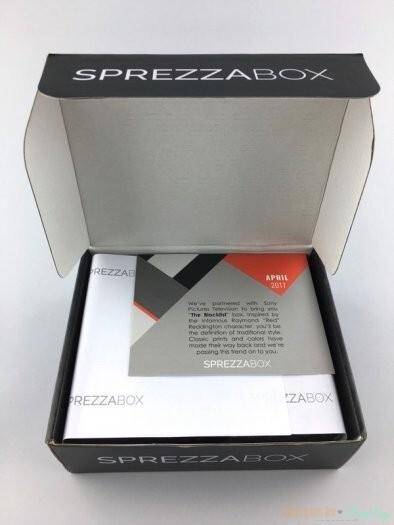 SPREZZABOX
PREZZAB
APRIL
2017
We've partnered with Sony
Pictures Television to bring you
"The Blacklist" box. Inspired by
the infamous Raymond "Red"
Reddington character, you'll be
the definition of traditional style.
Classic prints and colors have
made their way back and we're
passing this trend on to you.
SPREZZABOX
PREZZABOX
SPREZZABOX
SPREZZABOX